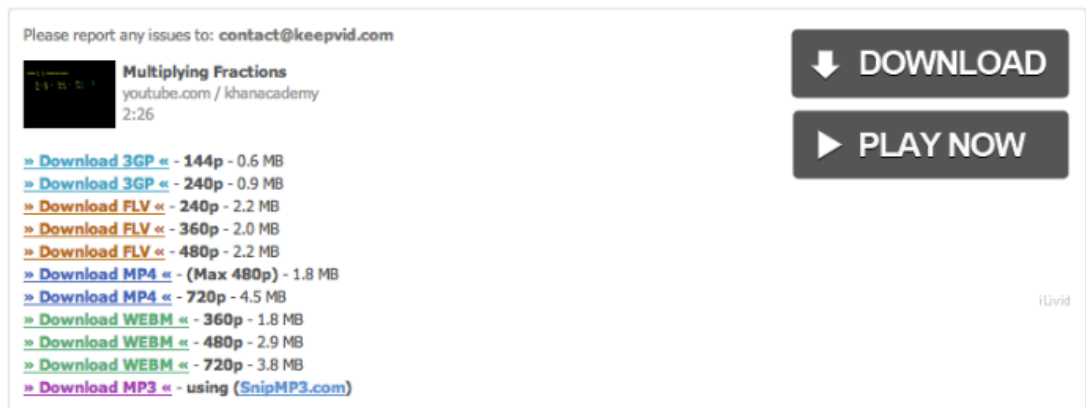 Please report any issues to: contact@keepvid.com
Multiplying Fractions
youtube.com / khanacademy
2:26
» Download 3GP « - 144p - 0.6 MB
» Download 3GP « - 240p - 0.9 MB
» Download FLV « - 240p - 2.2 MB
» Download FLV « - 360p - 2.0 MB
» Download FLV « - 480p - 2.2 MB
» Download MP4 « - (Max 480p) - 1.8 MB
» Download MP4 « - 720p - 4.5 MB
» Download WEBM « - 360p - 1.8 MB
» Download WEBM « - 480p - 2.9 MB
» Download WEBM « - 720p - 3.8 MB
» Download MP3 « - using (SnipMP3.com)
DOWNLOAD
PLAY NOW
iLivid